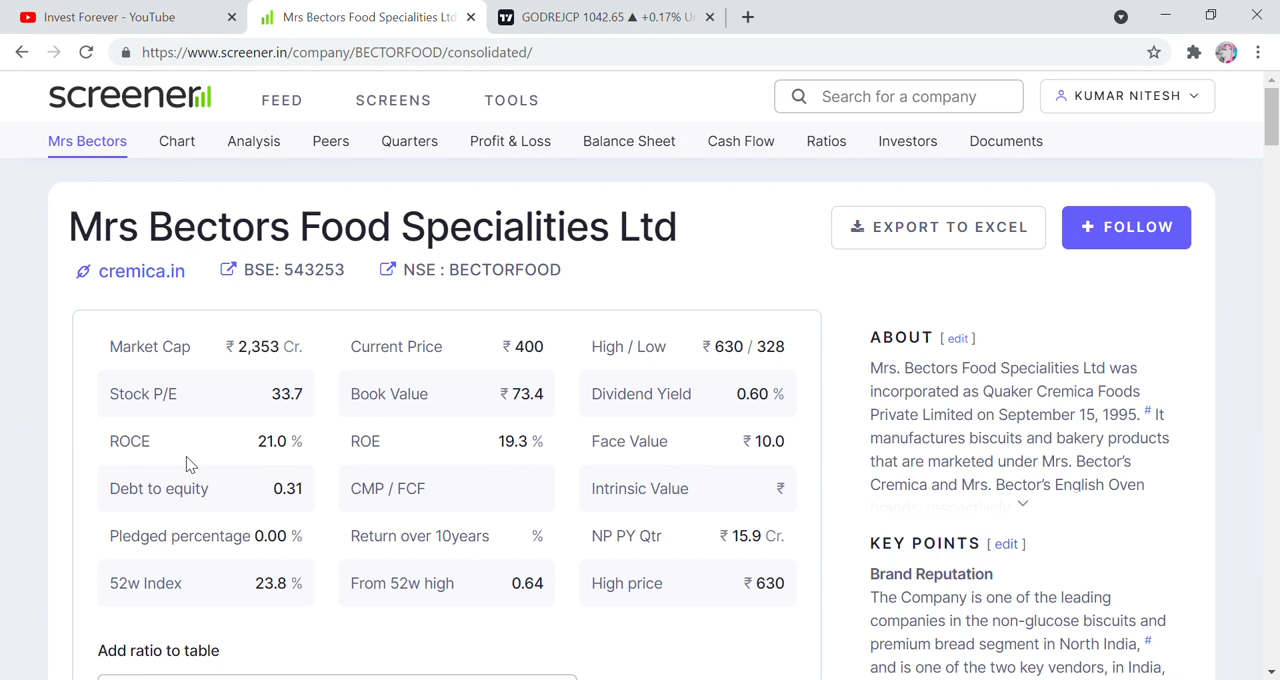 Invest Forever - YouTube
Mrs Bectors Food Specialities Ltd
GODREJCP 1042.65 ▲ +0.17% U
https://www.screener.in/company/BECTORFOOD/consolidated/
screener
FEED
SCREENS
TOOLS
Search for a company
KUMAR NITESH
Mrs Bectors
Chart
Analysis
Peers
Quarters
Profit & Loss
Balance Sheet
Cash Flow
Ratios
Investors
Documents
Mrs Bectors Food Specialities Ltd
EXPORT TO EXCEL
+ FOLLOW
cremica.in
BSE: 543253
NSE : BECTORFOOD
Market Cap ₹ 2,353 Cr.
Current Price ₹ 400
High / Low ₹ 630 / 328
Stock P/E 33.7
Book Value ₹ 73.4
Dividend Yield 0.60 %
ROCE 21.0 %
ROE 19.3 %
Face Value ₹ 10.0
Debt to equity 0.31
CMP / FCF
Intrinsic Value ₹
Pledged percentage 0.00 %
Return over 10years %
NP PY Qtr ₹ 15.9 Cr.
52w Index 23.8 %
From 52w high 0.64
High price ₹ 630
Add ratio to table
ABOUT [ edit ]
Mrs. Bectors Food Specialities Ltd was
incorporated as Quaker Cremica Foods
Private Limited on September 15, 1995. # It
manufactures biscuits and bakery products
that are marketed under Mrs. Bector's
Cremica and Mrs. Bector's English Oven
brands, respectively.
KEY POINTS [ edit ]
Brand Reputation
The Company is one of the leading
companies in the non-glucose biscuits and
premium bread segment in North India, #
and is one of the two key vendors, in India,